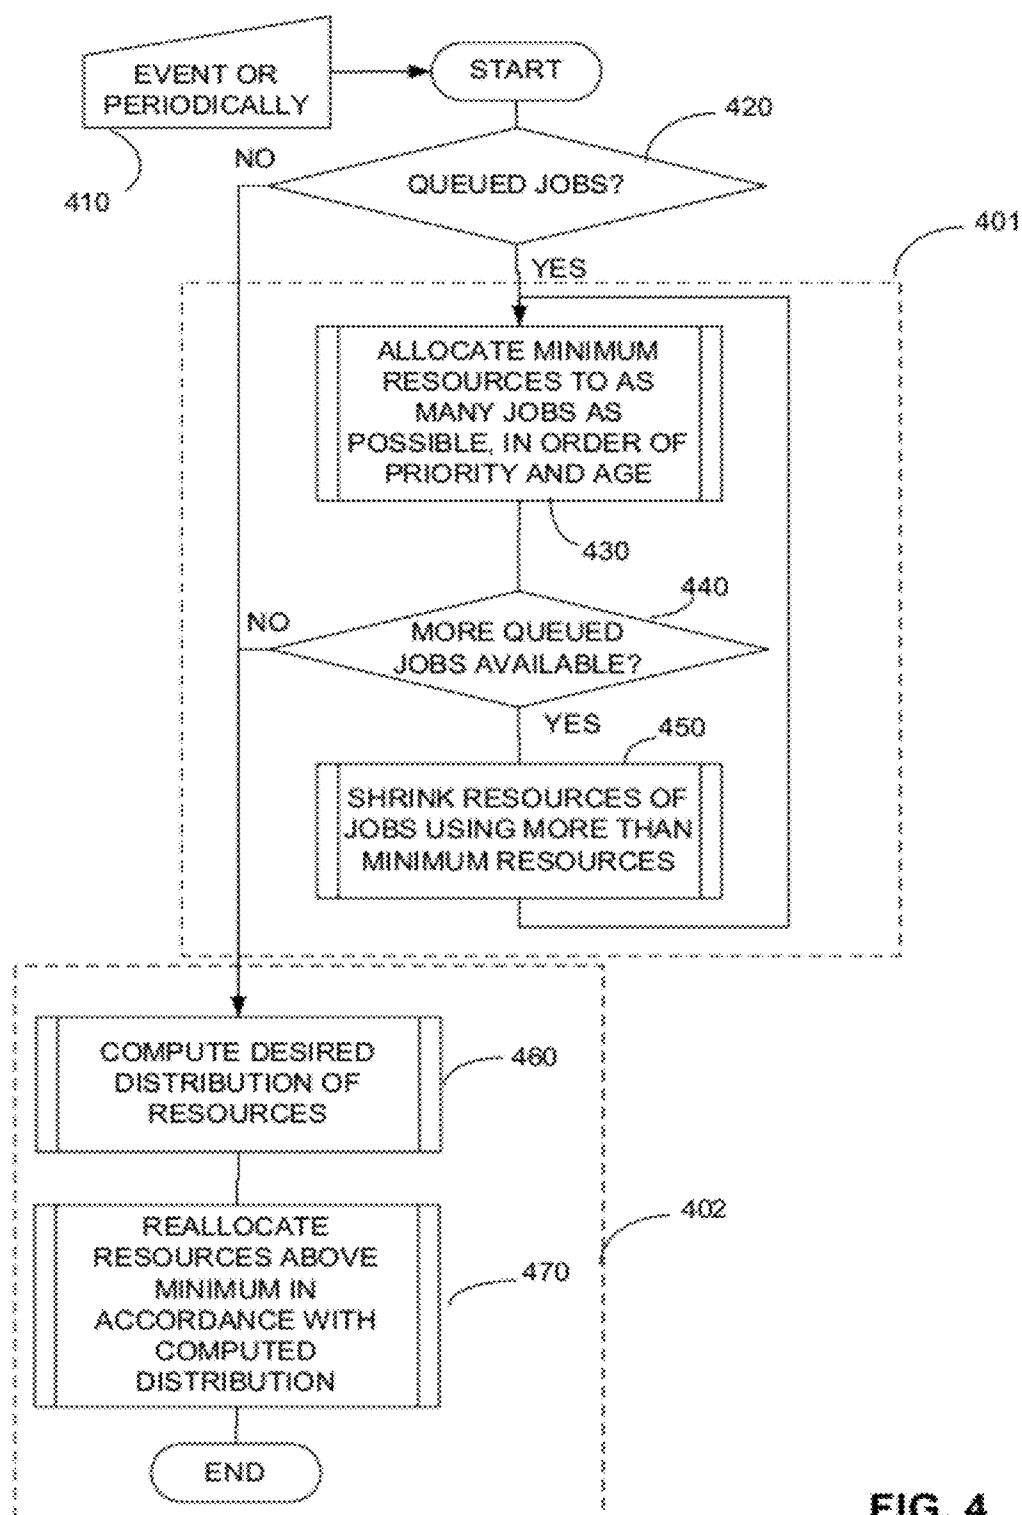 EVENT OR
PERIODICALLY
START
410
420
NO
QUEUED JOBS?
401
YES
ALLOCATE MINIMUM
RESOURCES TO AS
MANY JOBS AS
POSSIBLE, IN ORDER OF
PRIORITY AND AGE
430
440
NO
MORE QUEUED
JOBS AVAILABLE?
YES
450
SHRINK RESOURCES OF
JOBS USING MORE THAN
MINIMUM RESOURCES
COMPUTE DESIRED
DISTRIBUTION OF
RESOURCES
460
402
REALLOCATE
RESOURCES ABOVE
MINIMUM IN
ACCORDANCE WITH
COMPUTED
DISTRIBUTION
470
END
FIG. 4